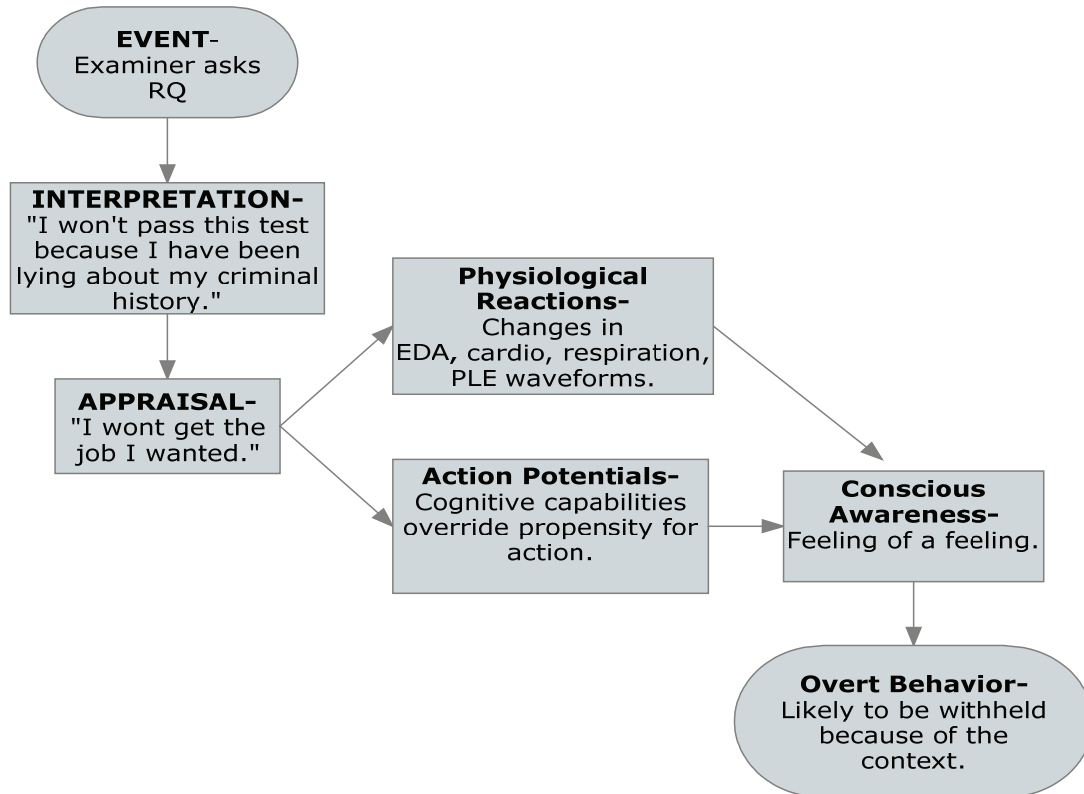 EVENT-
Examiner asks
RQ
INTERPRETATION-
"I won't pass this test
because I have been
lying about my criminal
history."
APPRAISAL-
"I wont get the
job I wanted."
Physiological
Reactions-
Changes in
EDA, cardio, respiration,
PLE waveforms.
Action Potentials-
Cognitive capabilities
override propensity for
action.
Conscious
Awareness-
Feeling of a feeling.
Overt Behavior-
Likely to be withheld
because of the
context.